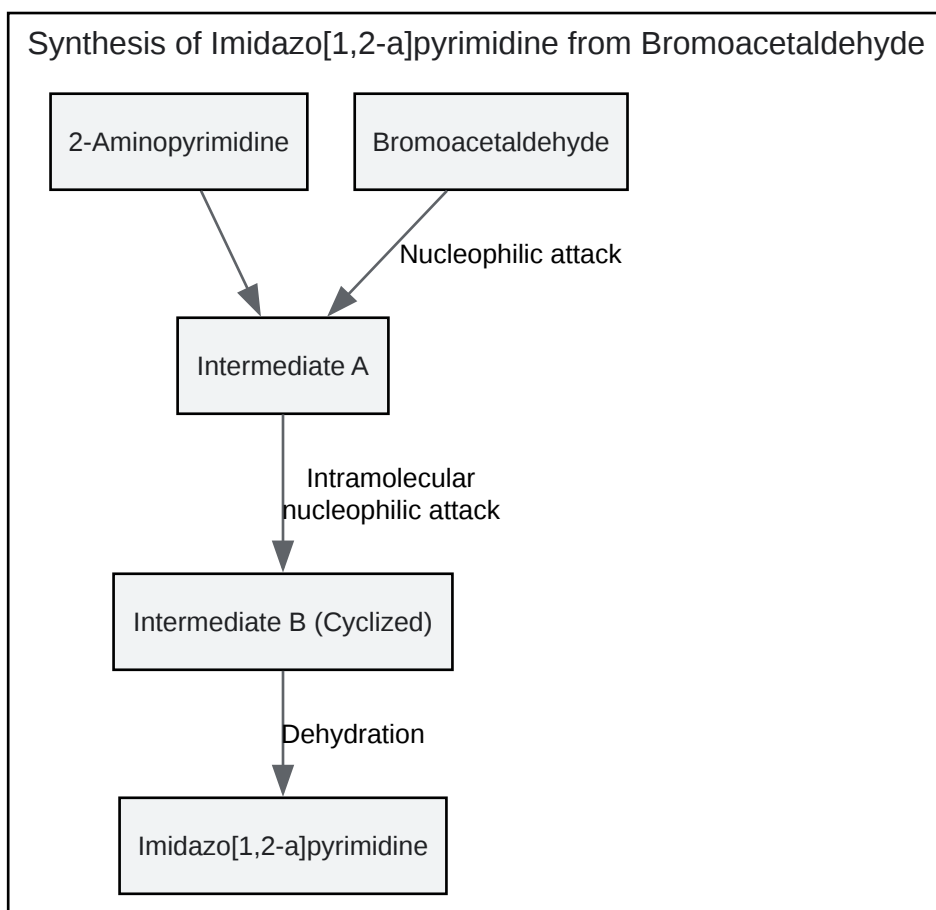 Synthesis of Imidazo[1,2-a]pyrimidine from Bromoacetaldehyde
2-Aminopyrimidine
Bromoacetaldehyde
Nucleophilic attack
Intermediate A
Intramolecular
nucleophilic attack
Intermediate B (Cyclized)
Dehydration
Imidazo[1,2-a]pyrimidine